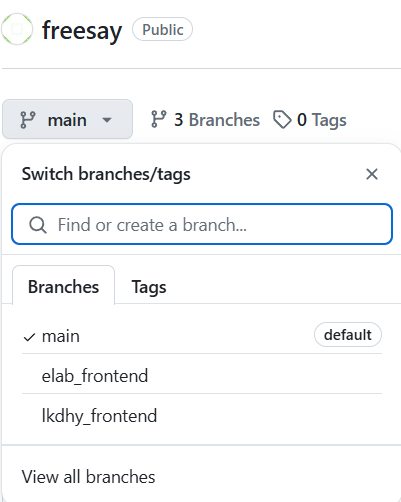 freesay Public
main 3 Branches 0 Tags
Switch branches/tags
Find or create a branch...
Branches Tags
main default
elab_frontend
lkdhy_frontend
View all branches